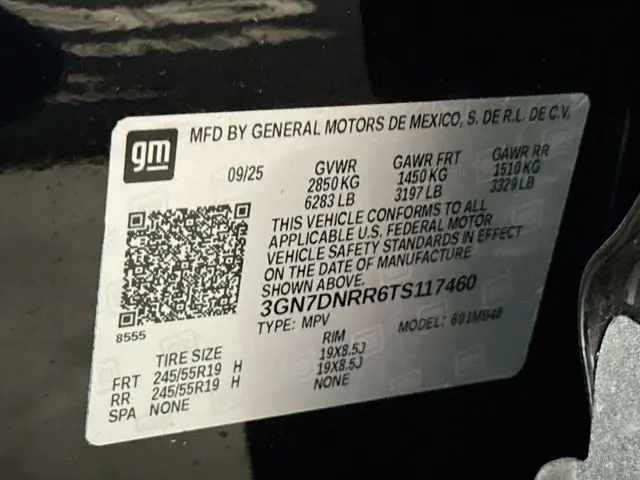 gm
MFD BY GENERAL MOTORS DE MEXICO, S. DE R.L. DE C.V.
09/25 GVWR GAWR FRT GAWR RR
2850 KG 1450 KG 1510 KG
6283 LB 3197 LB 3329 LB
THIS VEHICLE CONFORMS TO ALL
APPLICABLE U.S. FEDERAL MOTOR
VEHICLE SAFETY STANDARDS IN EFFECT
ON THE DATE OF MANUFACTURE
SHOWN ABOVE.
3GN7DNRR6TS117460
TYPE: MPV MODEL:
8555
TIRE SIZE RIM
FRT 245/55R19 H 19X8.5J
RR 245/55R19 H 19X8.5J
SPA NONE NONE